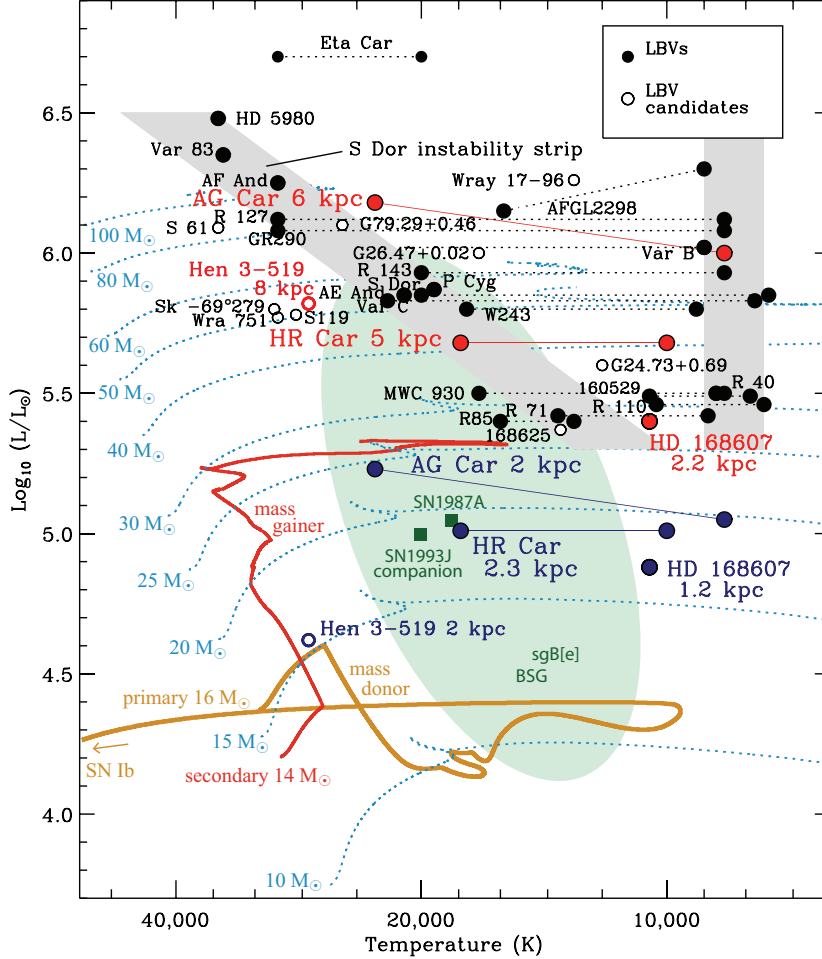 Eta Car
LBVs
LBV
candidates
6.5
HD 5980
Var 83
S Dor instability strip
AF And
Wray 17-96
AG Car 6 kpc
AFGL2298
R 127
S 61
G79.29+0.46
100 M☉
GR290
6.0
G26.47+0.02
Var B
Hen 3-519
8 kpc
R 143
80 M☉
S Dor
P Cyg
AE And
Sk -69°279
Var C
Wra 751
S119
W243
HR Car 5 kpc
60 M☉
G24.73+0.69
50 M☉
MWC 930
160529
R 40
5.5
R85
R 71
R 110
168625
40 M☉
HD 168607
2.2 kpc
AG Car 2 kpc
Log10 (L/L☉)
mass
gainer
SN1987A
30 M☉
5.0
HR Car
2.3 kpc
SN1993J
companion
HD 168607
1.2 kpc
25 M☉
Hen 3-519 2 kpc
20 M☉
sgB[e]
BSG
4.5
mass
donor
primary 16 M☉
15 M☉
SN Ib
secondary 14 M☉
4.0
10 M☉
40,000
20,000
10,000
Temperature (K)